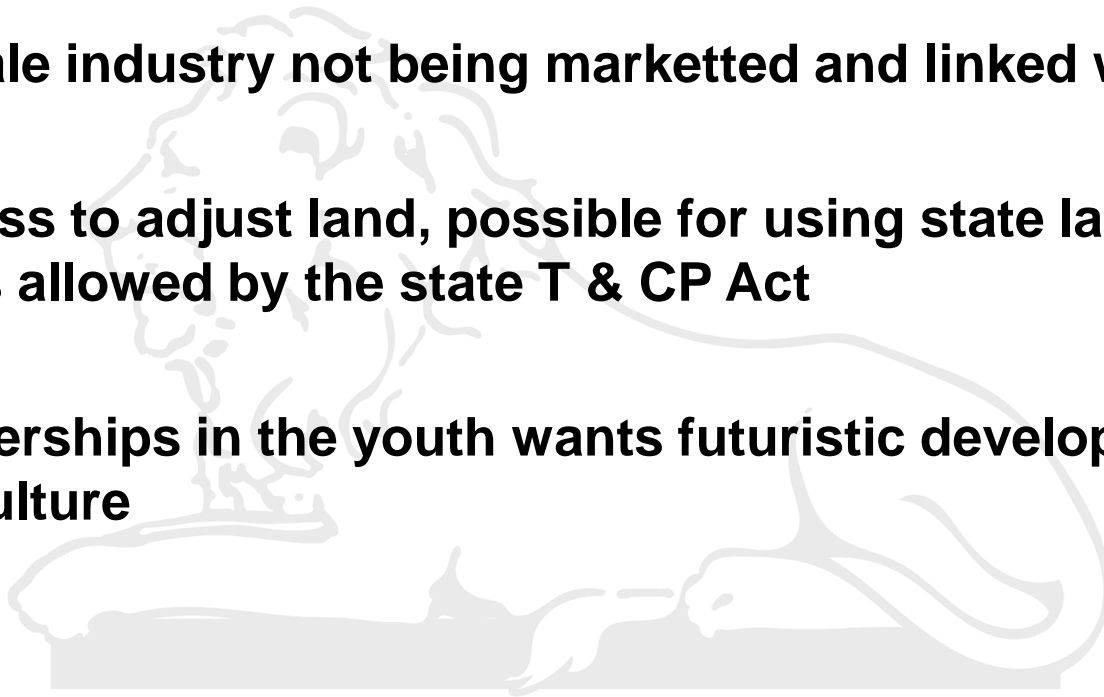 ale industry not being marketted and linked w
ss to adjust land, possible for using state la
s allowed by the state T & CP Act
erships in the youth wants futuristic develop
ulture